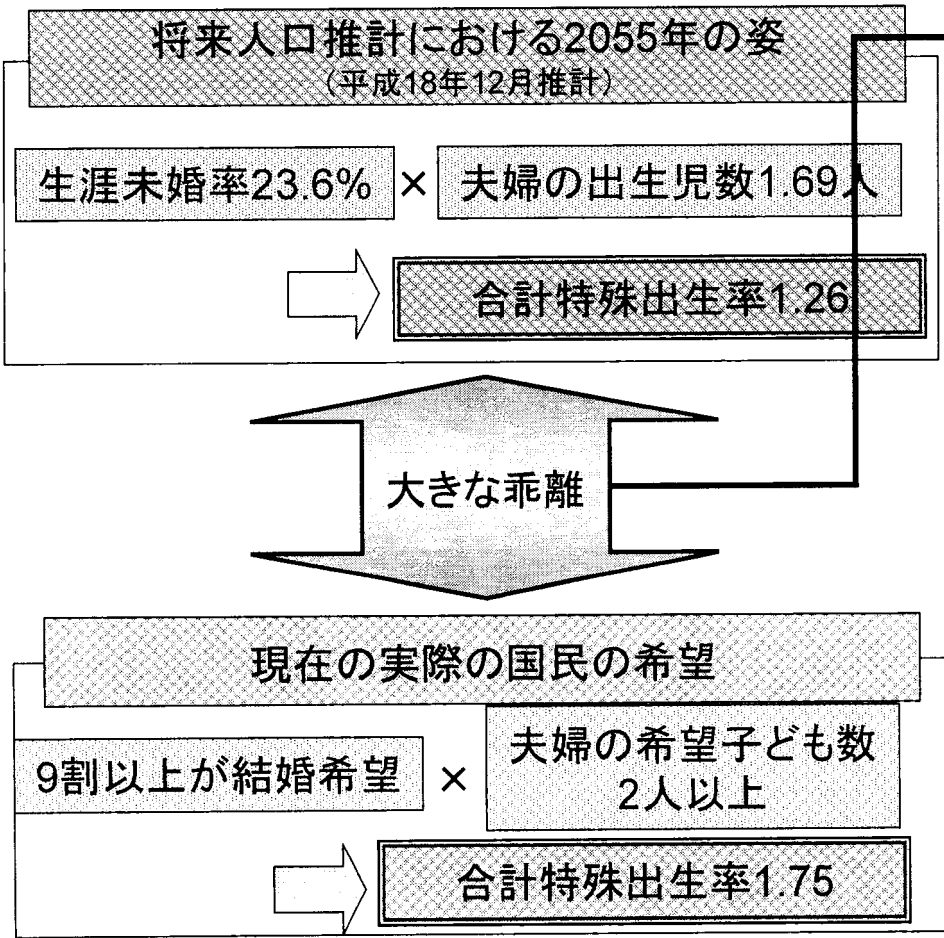 将来人口推計における2055年の姿
(平成18年12月推計)
生涯未婚率23.6% × 夫婦の出生児数1.69人
合計特殊出生率1.26
大きな乖離
現在の実際の国民の希望
9割以上が結婚希望 × 夫婦の希望子ども数
2人以上
合計特殊出生率1.75